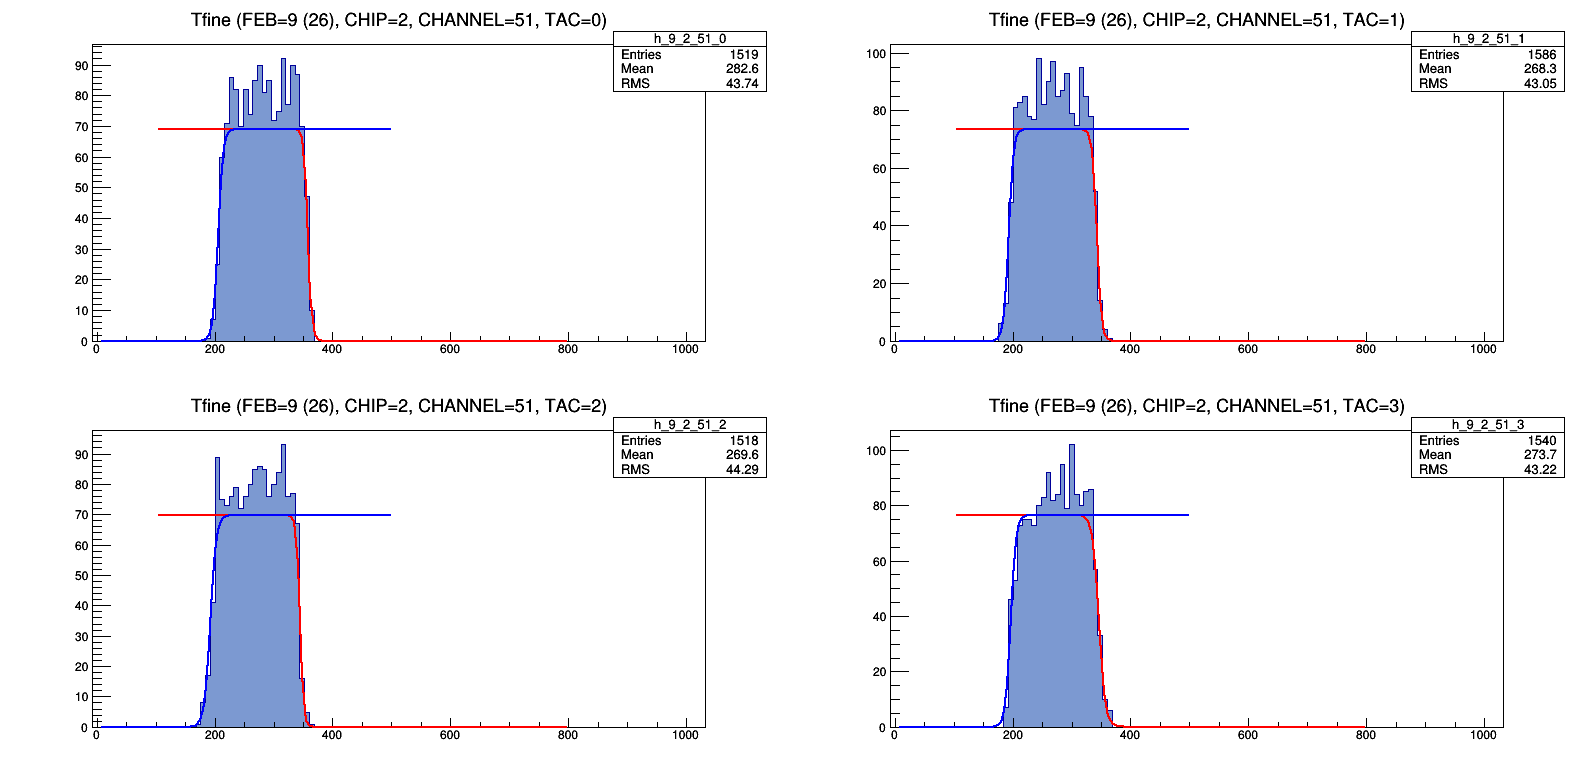 Tfine (FEB=9 (26), CHIP=2, CHANNEL=51, TAC=0)
h_9_2_51_0
Entries 1519
Mean 282.6
RMS 43.74
90
80
70
60
50
40
30
20
10
0
0 200 400 600 800 1000
Tfine (FEB=9 (26), CHIP=2, CHANNEL=51, TAC=1)
h_9_2_51_1
Entries 1586
Mean 268.3
RMS 43.05
100
80
60
40
20
0
0 200 400 600 800 1000
Tfine (FEB=9 (26), CHIP=2, CHANNEL=51, TAC=2)
h_9_2_51_2
Entries 1518
Mean 269.6
RMS 44.29
90
80
70
60
50
40
30
20
10
0
0 200 400 600 800 1000
Tfine (FEB=9 (26), CHIP=2, CHANNEL=51, TAC=3)
h_9_2_51_3
Entries 1540
Mean 273.7
RMS 43.22
100
80
60
40
20
0
0 200 400 600 800 1000